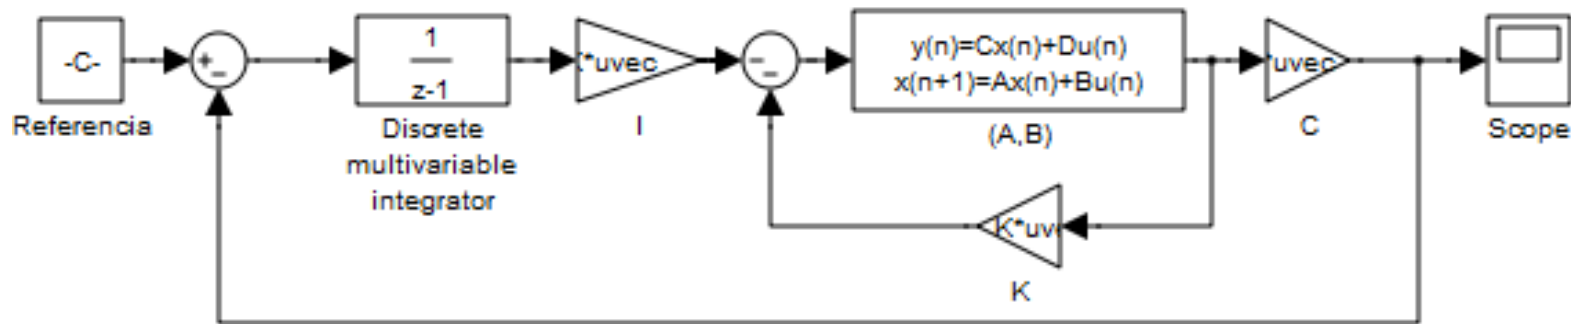 -C-
Referencia
+
−
1
z-1
Discrete
multivariable
integrator
*uvec
I
−
−
y(n)=Cx(n)+Du(n)
x(n+1)=Ax(n)+Bu(n)
(A,B)
K*uv
K
uvec
C
Scope